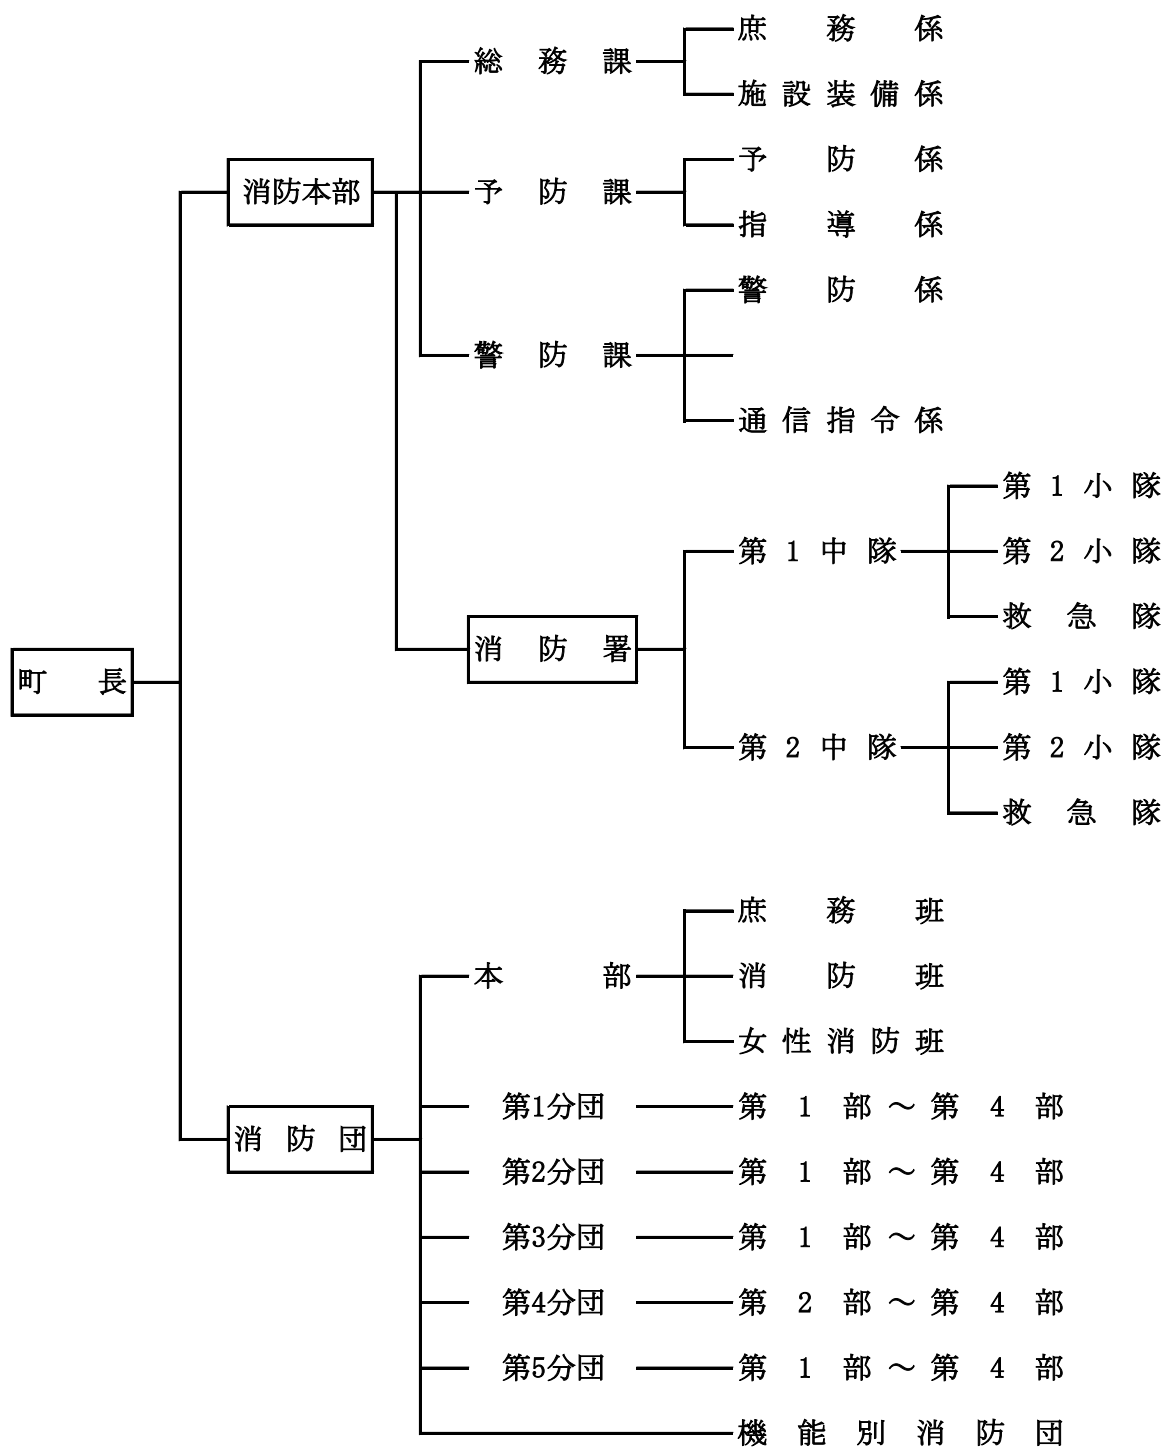 庶務係
総務課
施設装備係
予防係
消防本部
予防課
指導係
警防係
警防課
通信指令係
第1小隊
第1中隊
第2小隊
救急隊
消防署
町長
第1小隊
第2中隊
第2小隊
救急隊
庶務班
本部
消防班
女性消防班
第1分団 第1部～第4部
消防団
第2分団 第1部～第4部
第3分団 第1部～第4部
第4分団 第2部～第4部
第5分団 第1部～第4部
機能別消防団